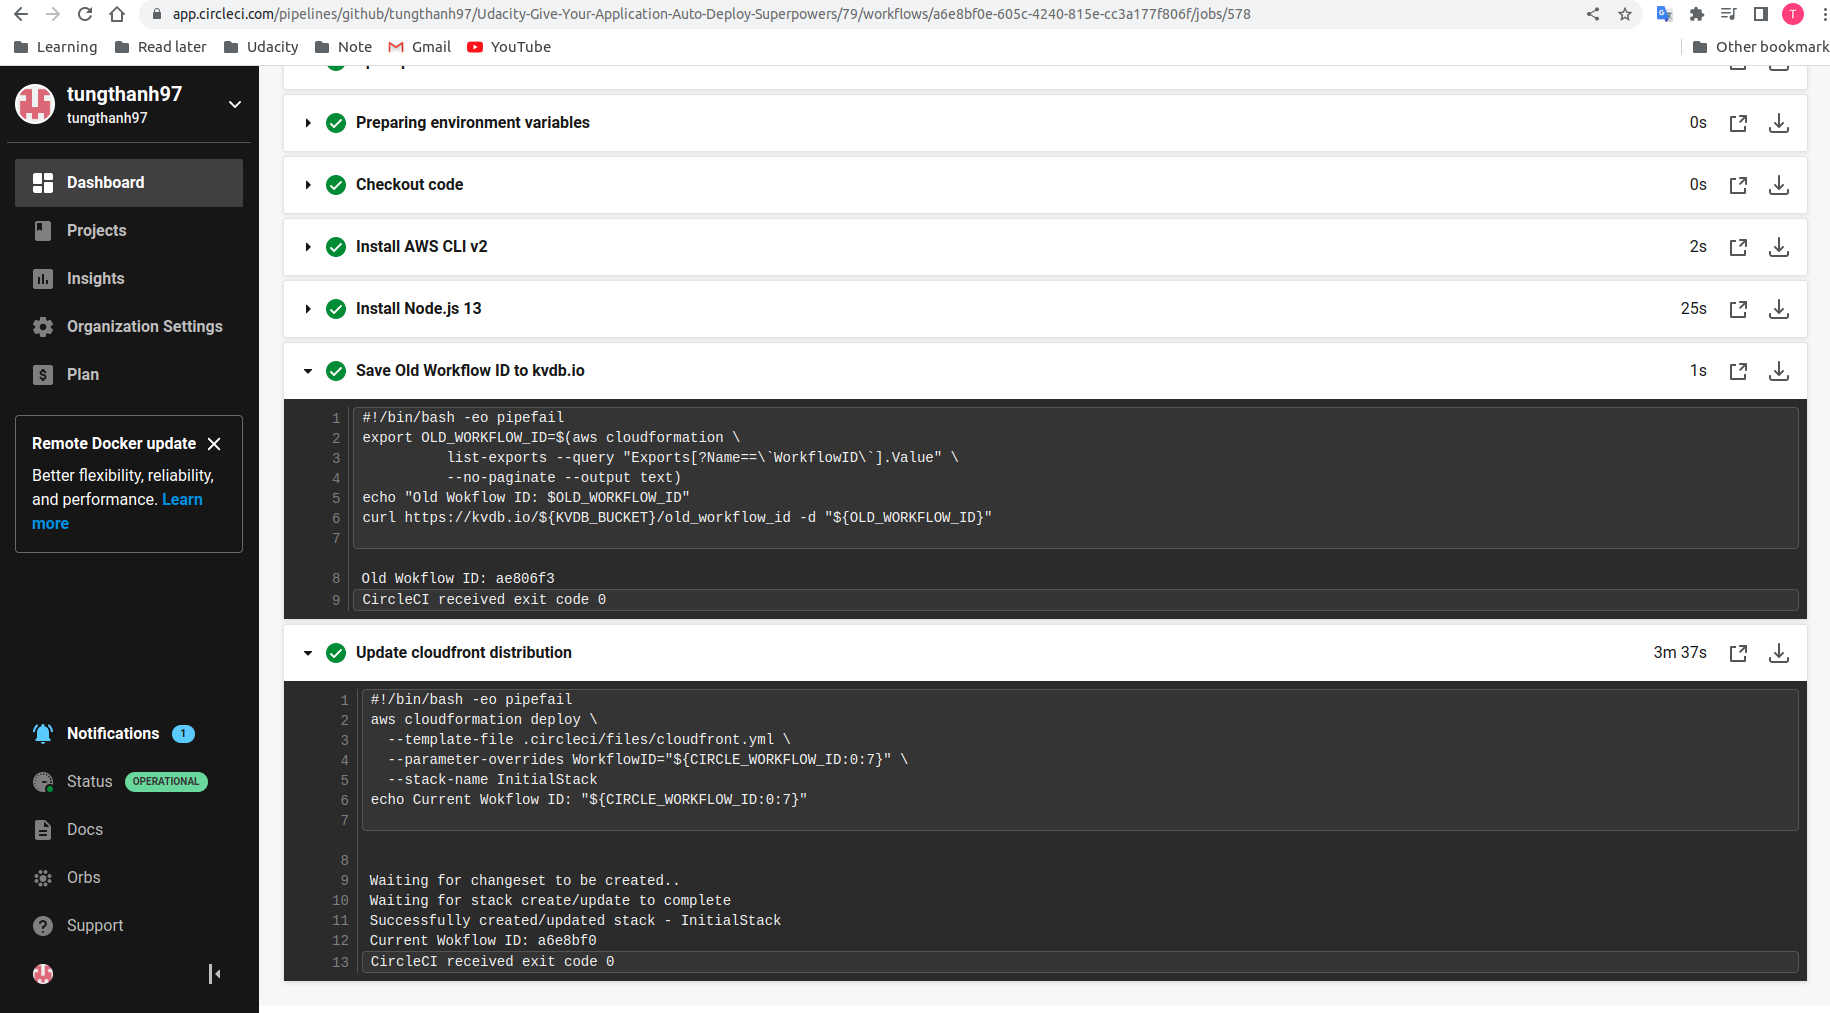 app.circleci.com/pipelines/github/tungthanh97/Udacity-Give-Your-Application-Auto-Deploy-Superpowers/79/workflows/a6e8bf0e-605c-4240-815e-cc3a177f806f/jobs/578
T
Learning
Read later
Udacity
Note
Gmail
YouTube
Other bookmark
tungthanh97
tungthanh97
Dashboard
Projects
Insights
Organization Settings
Plan
Remote Docker update
Better flexibility, reliability,
and performance. Learn
more
Notifications 1
Status OPERATIONAL
Docs
Orbs
Support
Preparing environment variables 0s
Checkout code 0s
Install AWS CLI v2 2s
Install Node.js 13 25s
Save Old Workflow ID to kvdb.io 1s
1 #!/bin/bash -eo pipefail
2 export OLD_WORKFLOW_ID=$(aws cloudformation \
3 list-exports --query "Exports[?Name==\`WorkflowID\`].Value" \
4 --no-paginate --output text)
5 echo "Old Wokflow ID: $OLD_WORKFLOW_ID"
6 curl https://kvdb.io/${KVDB_BUCKET}/old_workflow_id -d "${OLD_WORKFLOW_ID}"
7
8 Old Wokflow ID: ae806f3
9 CircleCI received exit code 0
Update cloudfront distribution 3m 37s
1 #!/bin/bash -eo pipefail
2 aws cloudformation deploy \
3 --template-file .circleci/files/cloudfront.yml \
4 --parameter-overrides WorkflowID="${CIRCLE_WORKFLOW_ID:0:7}" \
5 --stack-name InitialStack
6 echo Current Wokflow ID: "${CIRCLE_WORKFLOW_ID:0:7}"
7
8
9 Waiting for changeset to be created..
10 Waiting for stack create/update to complete
11 Successfully created/updated stack - InitialStack
12 Current Wokflow ID: a6e8bf0
13 CircleCI received exit code 0